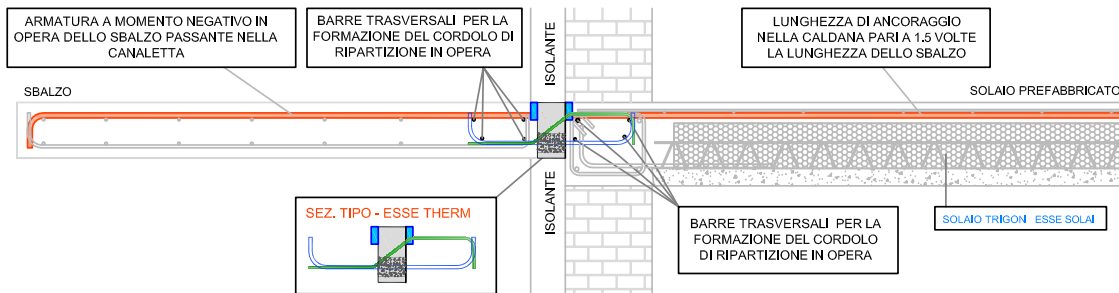 ARMATURA A MOMENTO NEGATIVO IN
OPERA DELLO SBALZO PASSANTE NELLA
CANALETTA
BARRE TRASVERSALI PER LA
FORMAZIONE DEL CORDOLO DI
RIPARTIZIONE IN OPERA
ISOLANTE
LUNGHEZZA DI ANCORAGGIO
NELLA CALDANA PARI A 1.5 VOLTE
LA LUNGHEZZA DELLO SBALZO
SBALZO
SOLAIO PREFABBRICATO
SEZ. TIPO - ESSE THERM
ISOLANTE
BARRE TRASVERSALI PER LA
FORMAZIONE DEL CORDOLO
DI RIPARTIZIONE IN OPERA
SOLAIO TRIGONI ESSE SOLAI